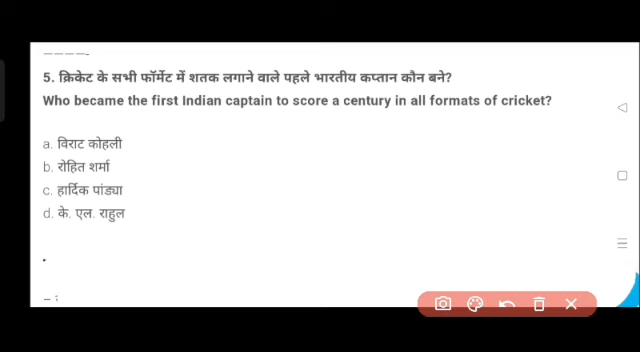 5. क्रिकेट के सभी फॉर्मेट में शतक लगाने वाले पहले भारतीय कप्तान कौन बने?
Who became the first Indian captain to score a century in all formats of cricket?
a. विराट कोहली
b. रोहित शर्मा
c. हार्दिक पांड्या
d. के. एल. राहुल